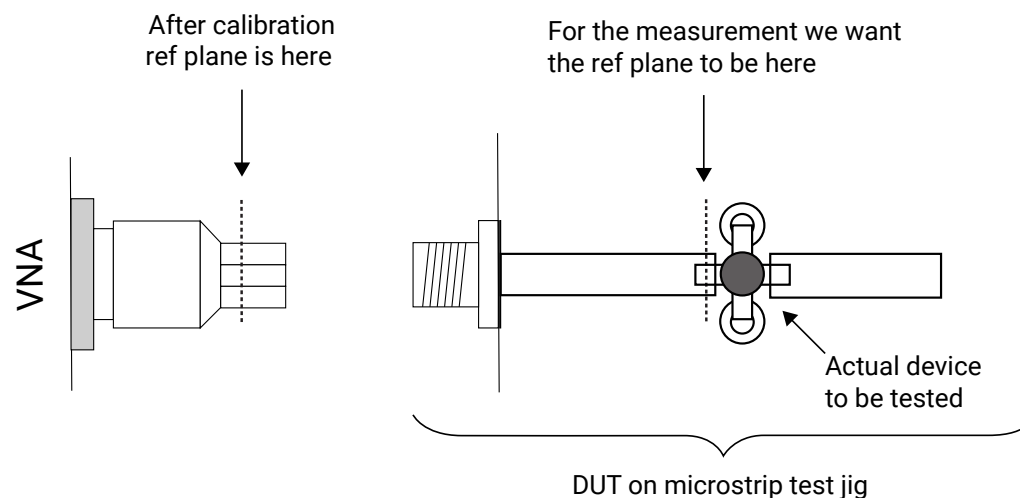 After calibration
ref plane is here
For the measurement we want
the ref plane to be here
VNA
Actual device
to be tested
DUT on microstrip test jig